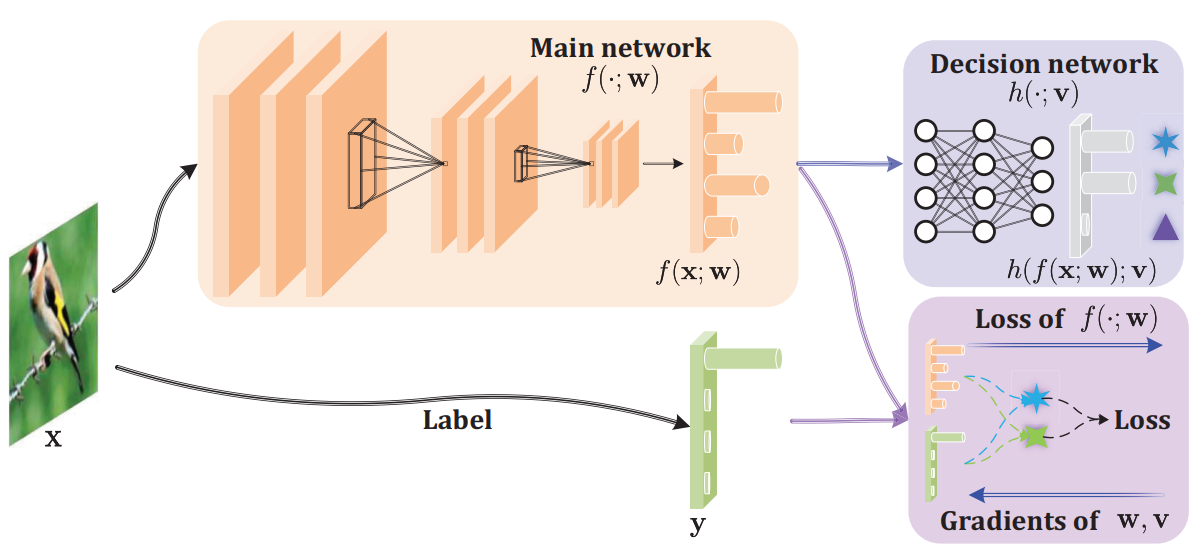 Main network
f(·; w)
f(x; w)
Decision network
h(·; v)
h(f(x; w); v)
x
Label
y
Loss of f(·; w)
Loss
Gradients of w, v